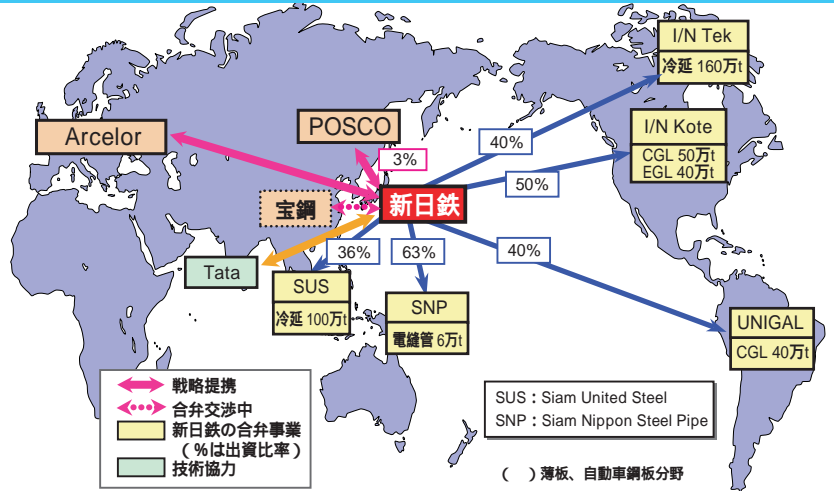 I/N Tek
冷延 160万t
I/N Kote
CGL 50万t
EGL 40万t
Arcelor
POSCO
3%
40%
50%
宝鋼
新日鉄
36%
63%
40%
Tata
SUS
冷延 100万t
SNP
電縫管 6万t
UNIGAL
CGL 40万t
戦略提携
合弁交渉中
新日鉄の合弁事業
(%は出資比率)
技術協力
SUS:Siam United Steel
SNP:Siam Nippon Steel Pipe
( )薄板、自動車鋼板分野